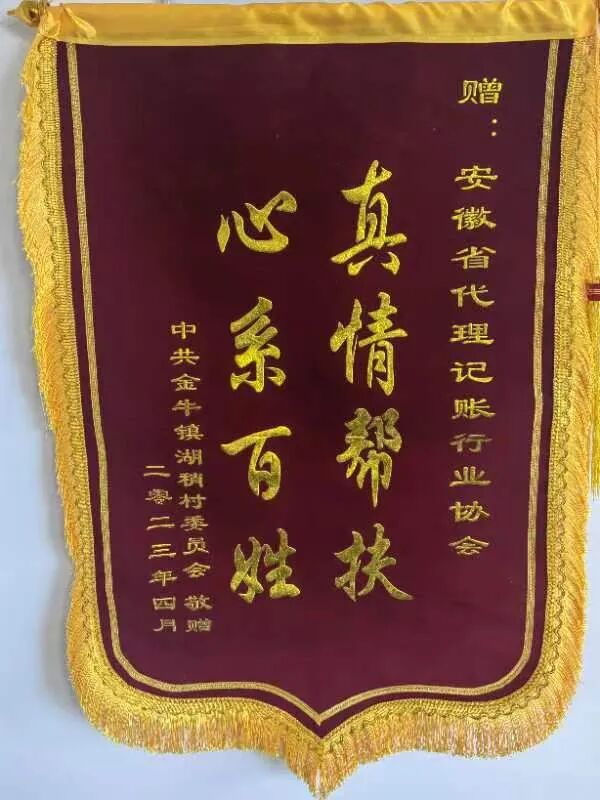 赠：安徽省代理记账行业协会
真情帮扶
心系百姓
中共金牛镇湖稍村委员会 敬赠
二零二三年四月